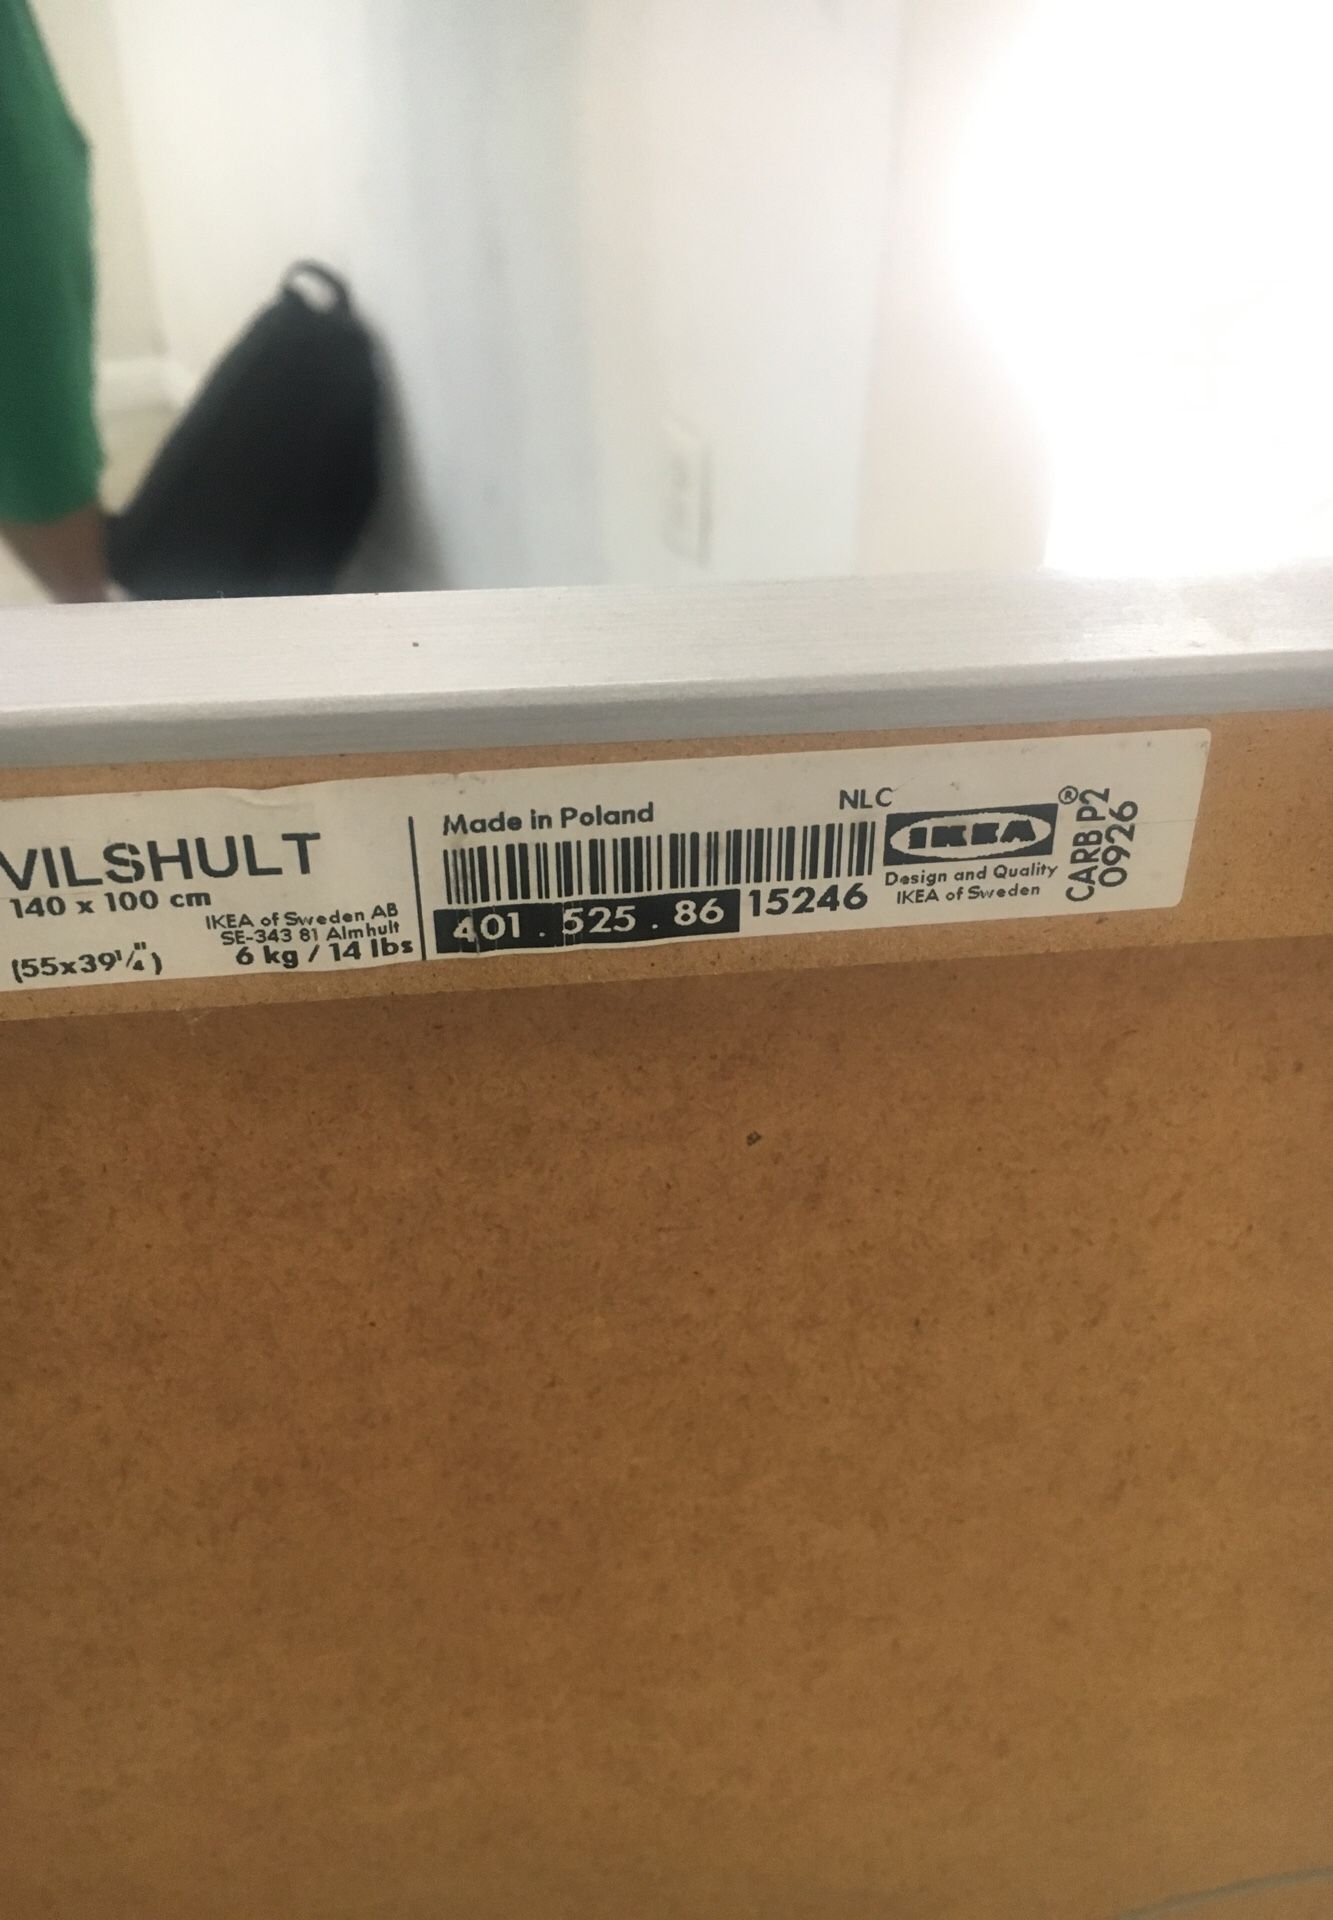 VILSHULT
140 x 100 cm
(55x39¼")
IKEA of Sweden AB
SE-343 81 Almhult
6 kg / 14 lbs
Made in Poland
401 . 525 . 86
15246
NLC
IKEA®
Design and Quality
IKEA of Sweden
CARB P2
0926